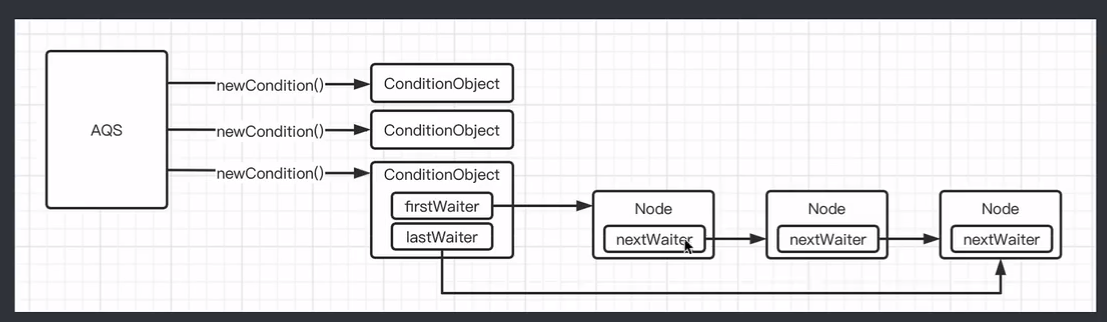 AQS
newCondition()
ConditionObject
newCondition()
ConditionObject
newCondition()
ConditionObject
firstWaiter
lastWaiter
Node
nextWaiter
Node
nextWaiter
Node
nextWaiter